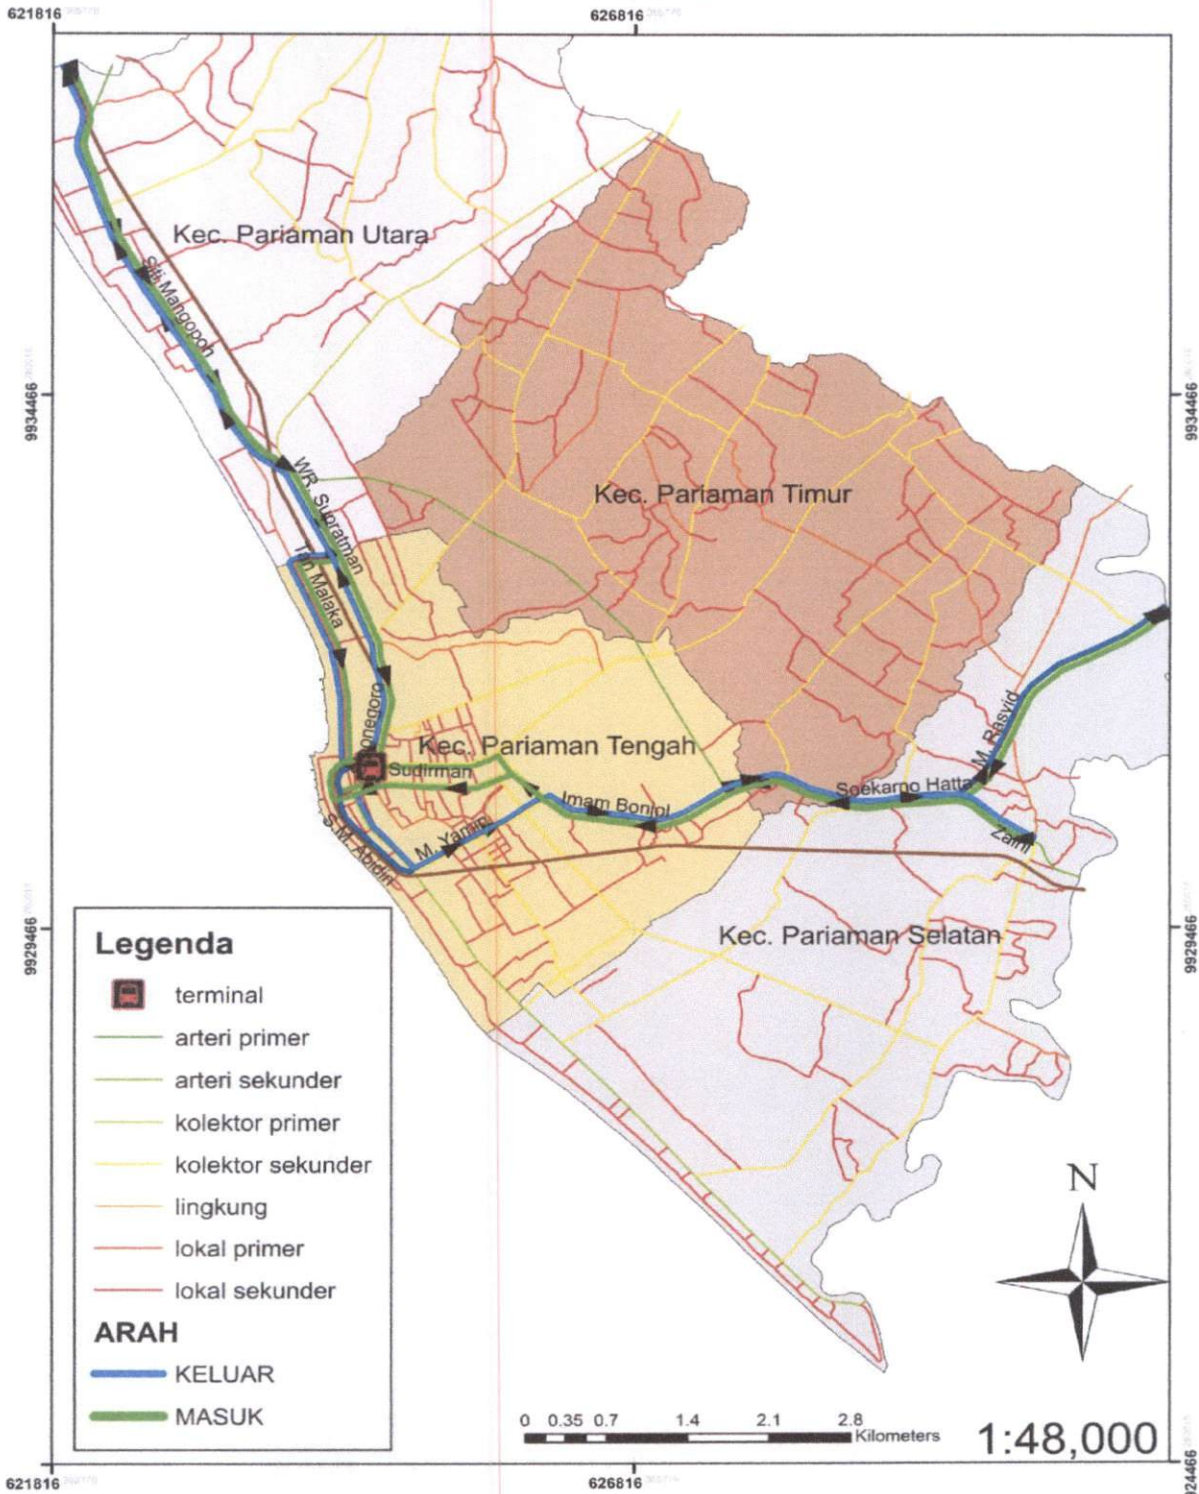 621816
626816
Kec. Pariaman Utara
Siti Mangopoh
9934466
9934466
WR. Supratman
Kec. Pariaman Timur
Tan Malaka
onegoro
Kec. Pariaman Tengah
Sudirman
M. Rasyid
Soekarno Hatta
Imam Bonjol
S.M. Abidin
M. Yamin
Zaini
9929466
9929466
Kec. Pariaman Selatan
Legenda
terminal
arteri primer
arteri sekunder
kolektor primer
kolektor sekunder
lingkung
lokal primer
lokal sekunder
ARAH
KELUAR
MASUK
N
0 0.35 0.7 1.4 2.1 2.8
Kilometers
1:48,000
621816
626816
924466